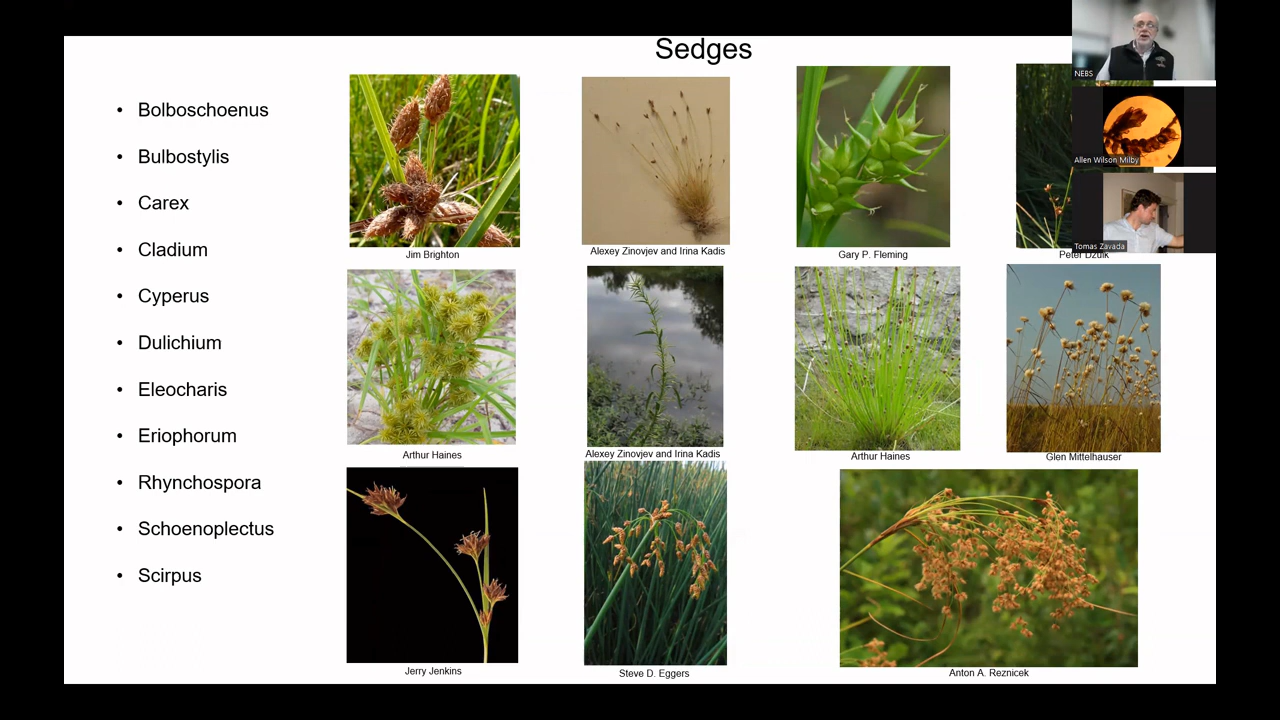 Sedges
NEBS
Allen Wilson Milby
Tomas Zavada
• Bolboschoenus
• Bulbostylis
• Carex
• Cladium
• Cyperus
• Dulichium
• Eleocharis
• Eriophorum
• Rhynchospora
• Schoenoplectus
• Scirpus
Jim Brighton
Alexey Zinovjev and Irina Kadis
Gary P. Fleming
Peter Dziuk
Arthur Haines
Alexey Zinovjev and Irina Kadis
Arthur Haines
Glen Mittelhauser
Jerry Jenkins
Steve D. Eggers
Anton A. Reznicek